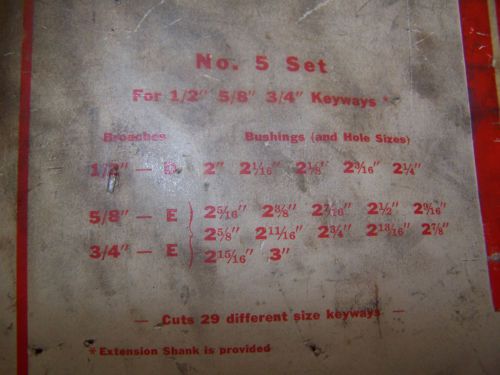 No. 5 Set
For 1/2" 5/8" 3/4" Keyways *
Broaches Bushings (and Hole Sizes)
1/2" — D 2" 2 1/16" 2 1/8" 2 3/16" 2 1/4"
5/8" — E 2 5/16" 2 3/8" 2 7/16" 2 1/2" 2 9/16"
2 5/8" 2 11/16" 2 3/4" 2 13/16" 2 7/8"
3/4" — E 2 15/16" 3"
— Cuts 29 different size keyways —
* Extension Shank is provided